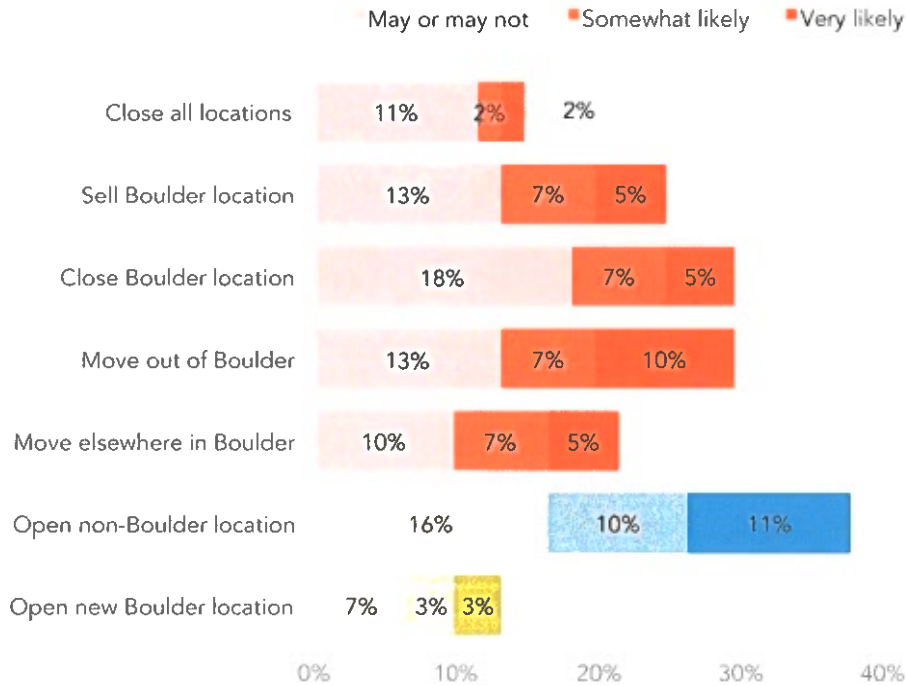 May or may not Somewhat likely Very likely
Close all locations 11% 2% 2%
Sell Boulder location 13% 7% 5%
Close Boulder location 18% 7% 5%
Move out of Boulder 13% 7% 10%
Move elsewhere in Boulder 10% 7% 5%
Open non-Boulder location 16% 10% 11%
Open new Boulder location 7% 3% 3%
0% 10% 20% 30% 40%